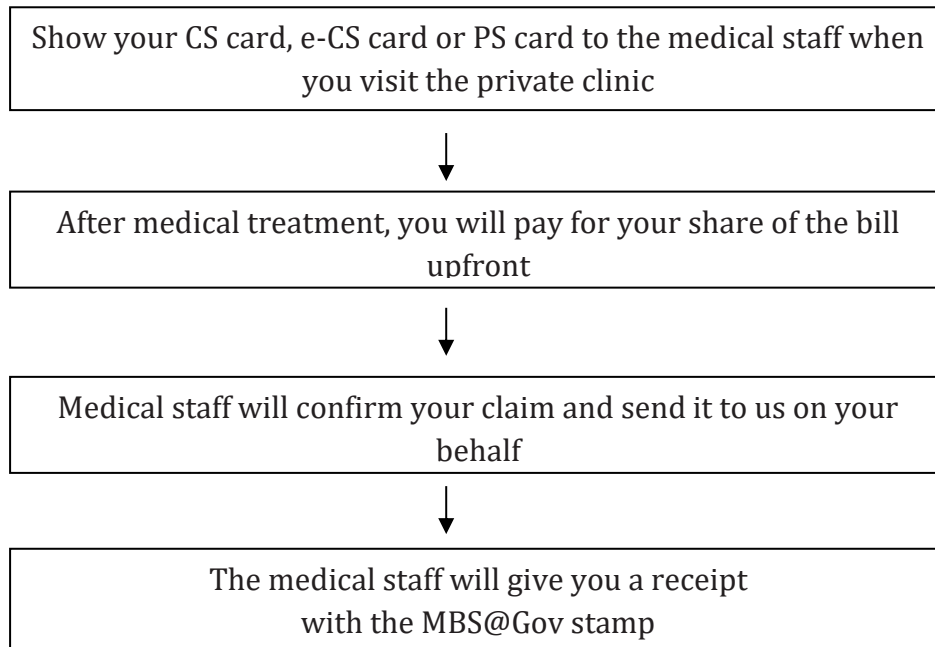 Show your CS card, e-CS card or PS card to the medical staff when
you visit the private clinic
After medical treatment, you will pay for your share of the bill
upfront
Medical staff will confirm your claim and send it to us on your
behalf
The medical staff will give you a receipt
with the MBS@Gov stamp